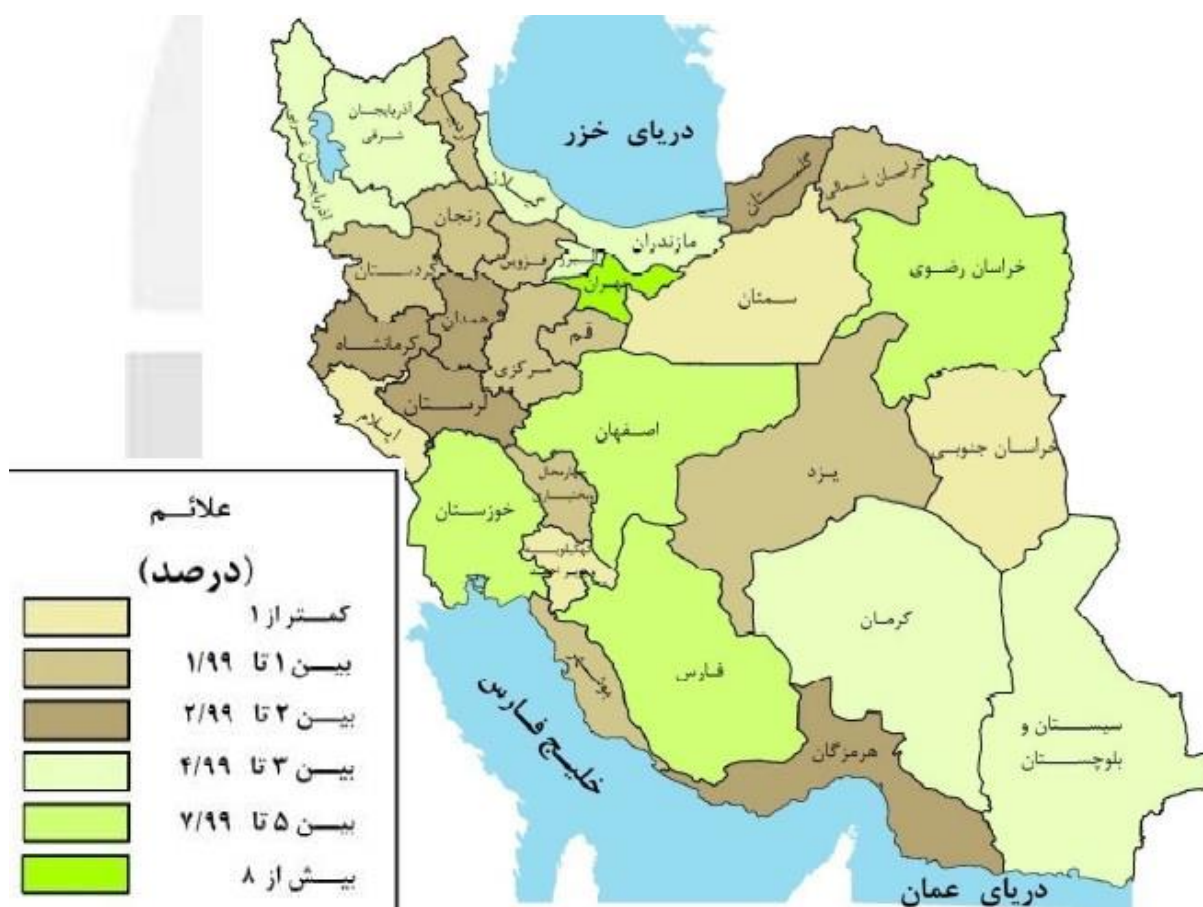 دریای خزر
آذربایجان
شرقی
گلستان
خراسان شمالی
خراسان رضوی
مازندران
زنجان
قزوین
تهران
سمنان
کردستان
همدان
کرمانشاه
قم
مرکزی
لرستان
ایلام
اصفهان
یزد
خراسان جنوبی
چهارمحال
خوزستان
کرمان
فارس
سیستان و
بلوچستان
هرمزگان
خلیج فارس
دریای عمان
علائم
(درصد)
کمتر از ۱
بین ۱ تا ۱/۹۹
بین ۲ تا ۲/۹۹
بین ۳ تا ۴/۹۹
بین ۵ تا ۷/۹۹
بیش از ۸